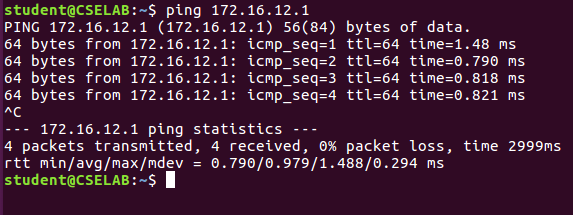 student@CSELAB:~$ ping 172.16.12.1
PING 172.16.12.1 (172.16.12.1) 56(84) bytes of data.
64 bytes from 172.16.12.1: icmp_seq=1 ttl=64 time=1.48 ms
64 bytes from 172.16.12.1: icmp_seq=2 ttl=64 time=0.790 ms
64 bytes from 172.16.12.1: icmp_seq=3 ttl=64 time=0.818 ms
64 bytes from 172.16.12.1: icmp_seq=4 ttl=64 time=0.821 ms
^C
--- 172.16.12.1 ping statistics ---
4 packets transmitted, 4 received, 0% packet loss, time 2999ms
rtt min/avg/max/mdev = 0.790/0.979/1.488/0.294 ms
student@CSELAB:~$